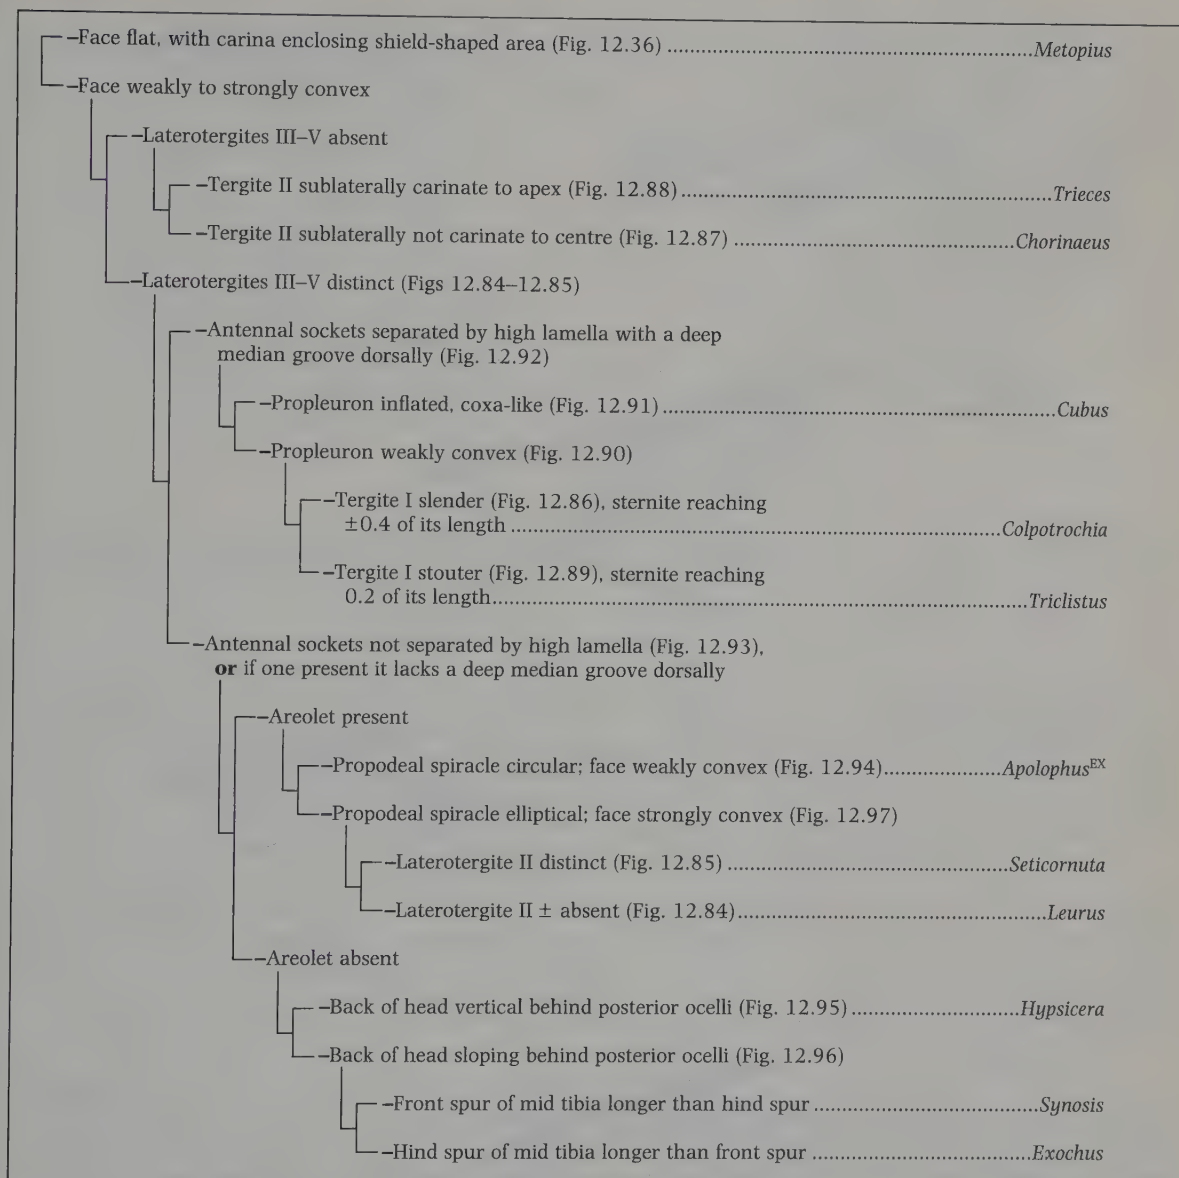 –Face flat, with carina enclosing shield-shaped area (Fig. 12.36) ..........Metopius
–Face weakly to strongly convex
–Laterotergites III–V absent
–Tergite II sublaterally carinate to apex (Fig. 12.88) ..........Trieces
–Tergite II sublaterally not carinate to centre (Fig. 12.87) ..........Chorinaeus
–Laterotergites III–V distinct (Figs 12.84–12.85)
–Antennal sockets separated by high lamella with a deep
median groove dorsally (Fig. 12.92)
–Propleuron inflated, coxa-like (Fig. 12.91) ..........Cubus
–Propleuron weakly convex (Fig. 12.90)
–Tergite I slender (Fig. 12.86), sternite reaching
±0.4 of its length ..........Colpotrochia
–Tergite I stouter (Fig. 12.89), sternite reaching
0.2 of its length ..........Triclistus
–Antennal sockets not separated by high lamella (Fig. 12.93),
or if one present it lacks a deep median groove dorsally
–Areolet present
–Propodeal spiracle circular; face weakly convex (Fig. 12.94) ..........Apolophus^EX
–Propodeal spiracle elliptical; face strongly convex (Fig. 12.97)
–Laterotergite II distinct (Fig. 12.85) ..........Seticornuta
–Laterotergite II ± absent (Fig. 12.84) ..........Leurus
–Areolet absent
–Back of head vertical behind posterior ocelli (Fig. 12.95) ..........Hypsicera
–Back of head sloping behind posterior ocelli (Fig. 12.96)
–Front spur of mid tibia longer than hind spur ..........Synosis
–Hind spur of mid tibia longer than front spur ..........Exochus